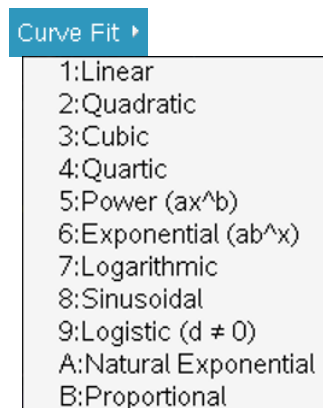 Curve Fit ▸
1:Linear
2:Quadratic
3:Cubic
4:Quartic
5:Power (ax^b)
6:Exponential (ab^x)
7:Logarithmic
8:Sinusoidal
9:Logistic (d ≠ 0)
A:Natural Exponential
B:Proportional